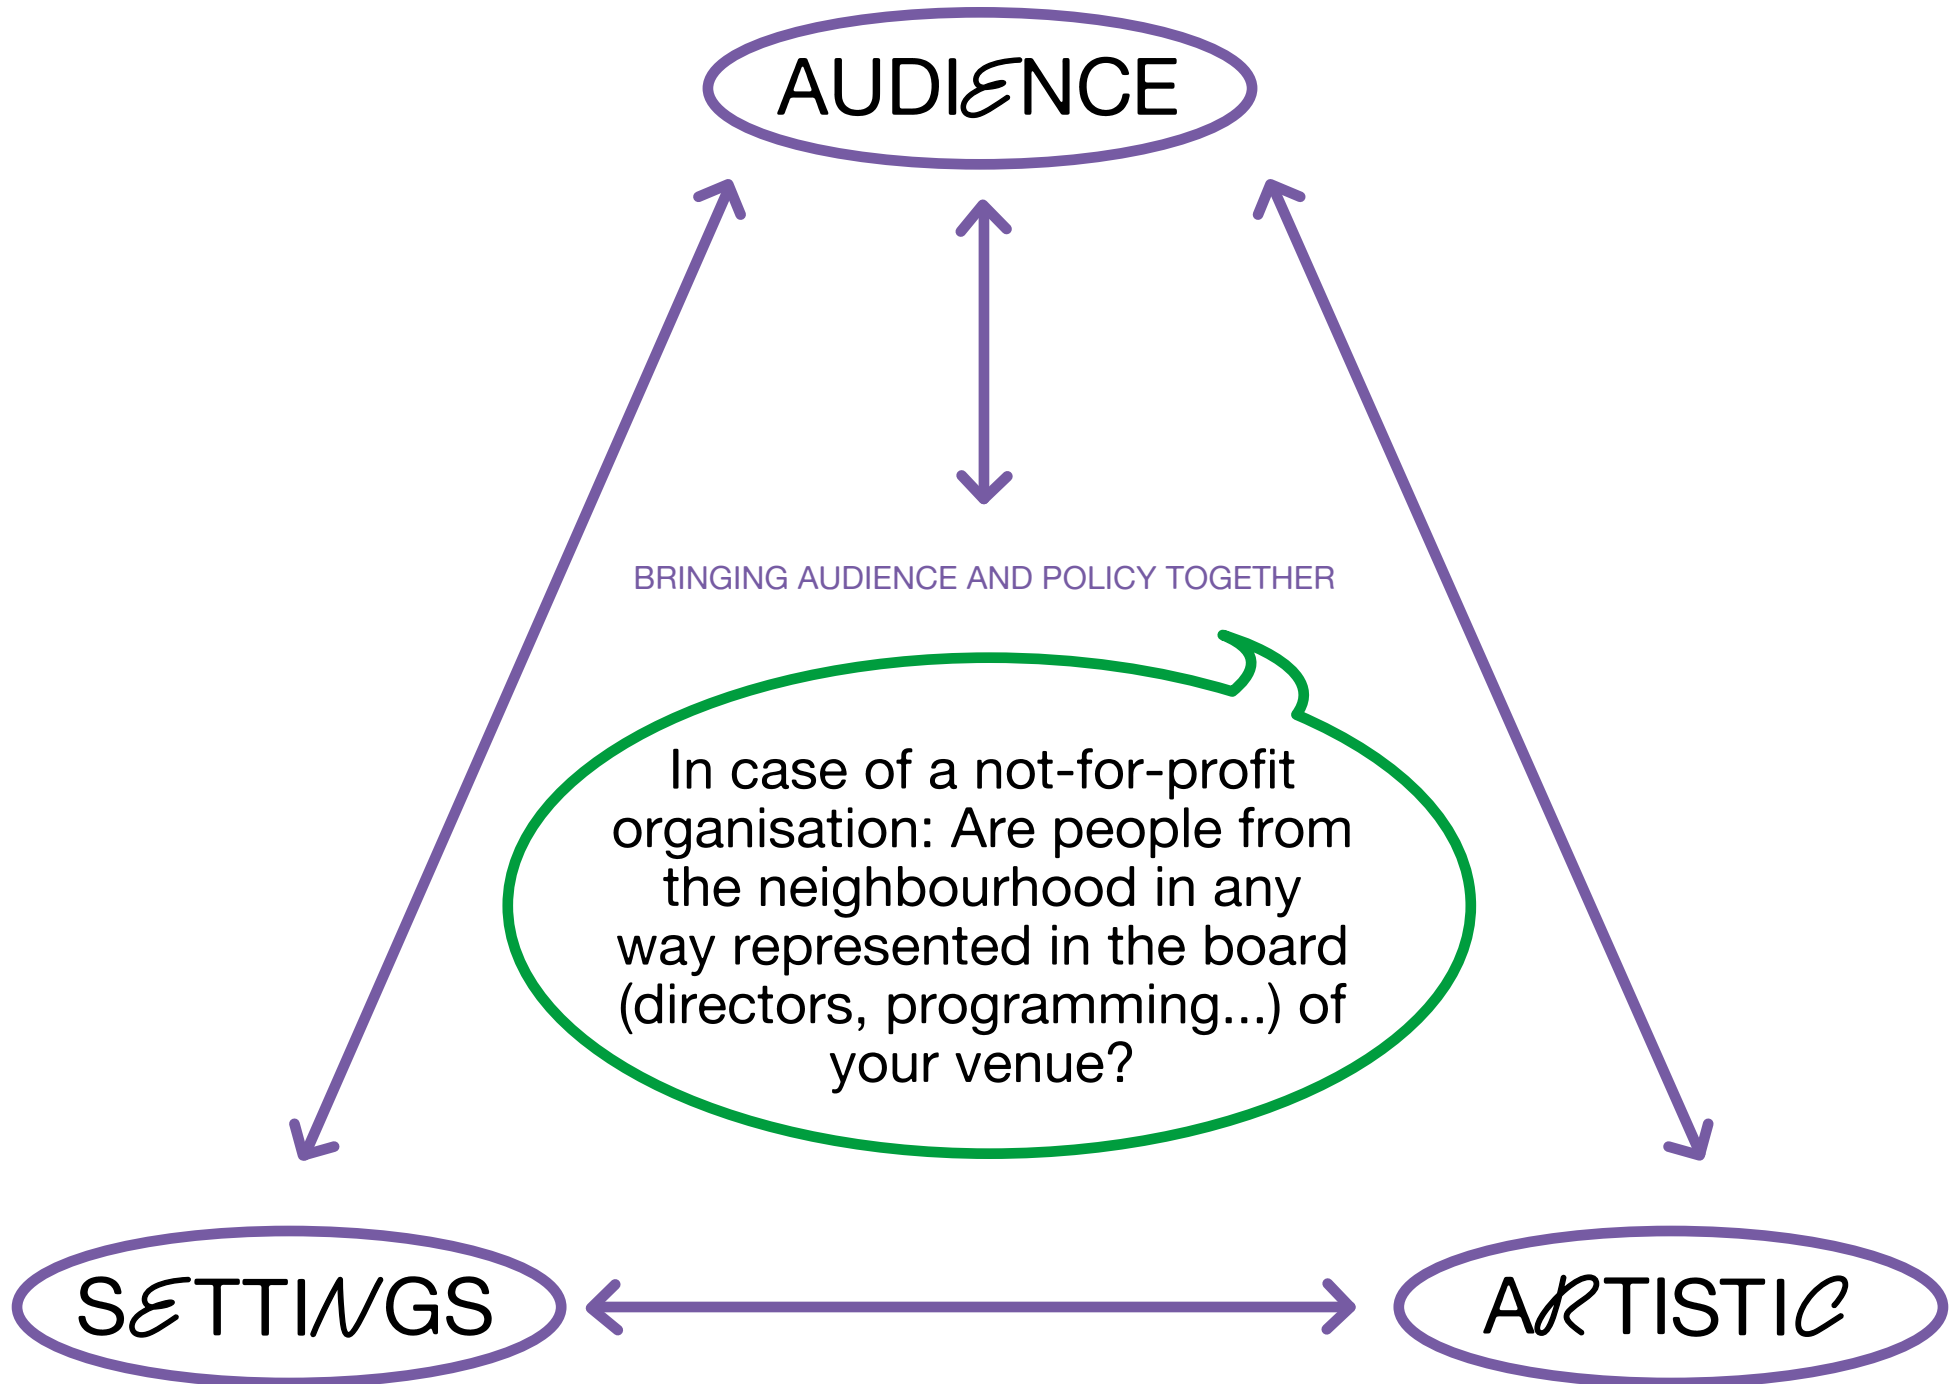 AUDIENCE
BRINGING AUDIENCE AND POLICY TOGETHER
In case of a not-for-profit
organisation: Are people from
the neighbourhood in any
way represented in the board
(directors, programming...) of
your venue?
SETTINGS
ARTISTIC